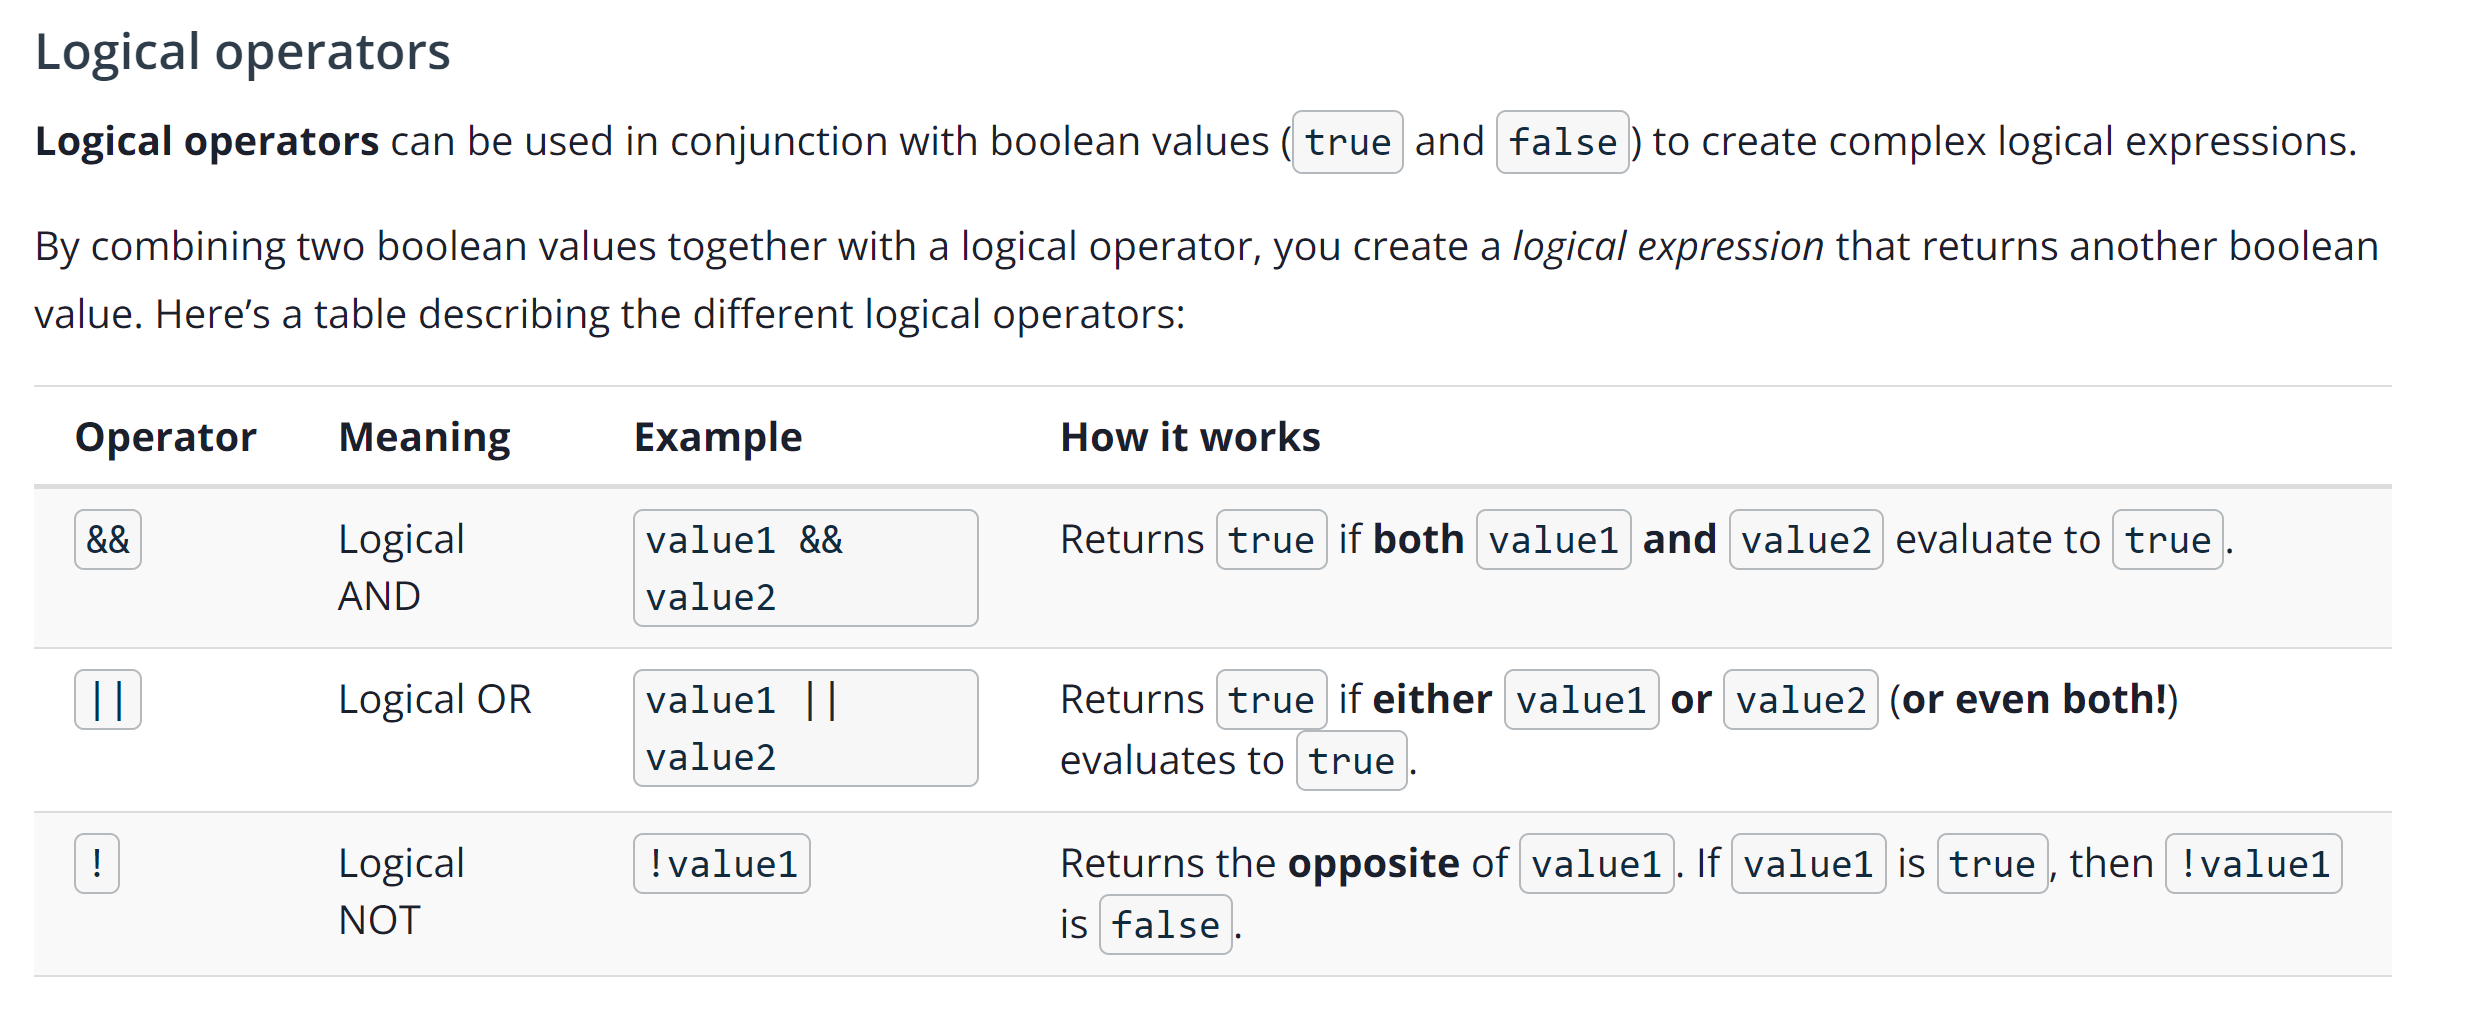 Logical operators
Logical operators can be used in conjunction with boolean values (true and false) to create complex logical expressions.
By combining two boolean values together with a logical operator, you create a logical expression that returns another boolean
value. Here’s a table describing the different logical operators:
Operator Meaning Example How it works
&& Logical AND value1 && value2 Returns true if both value1 and value2 evaluate to true.
|| Logical OR value1 || value2 Returns true if either value1 or value2 (or even both!)
evaluates to true.
! Logical NOT !value1 Returns the opposite of value1. If value1 is true, then !value1
is false.